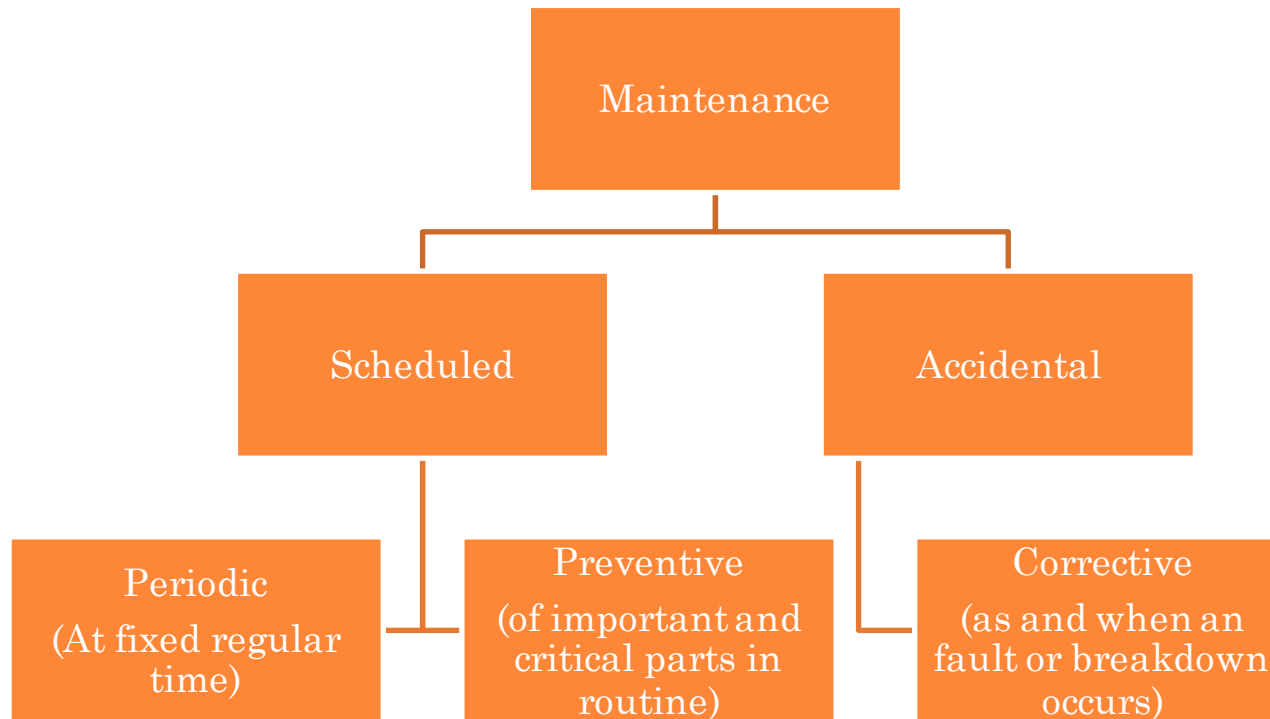 Maintenance
Scheduled
Accidental
Periodic
(At fixed regular
time)
Preventive
(of important and
critical parts in
routine)
Corrective
(as and when an
fault or breakdown
occurs)